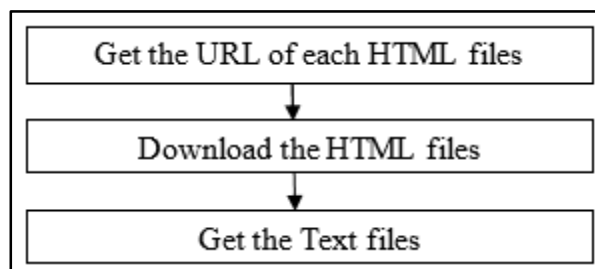 Get the URL of each HTML files
Download the HTML files
Get the Text files